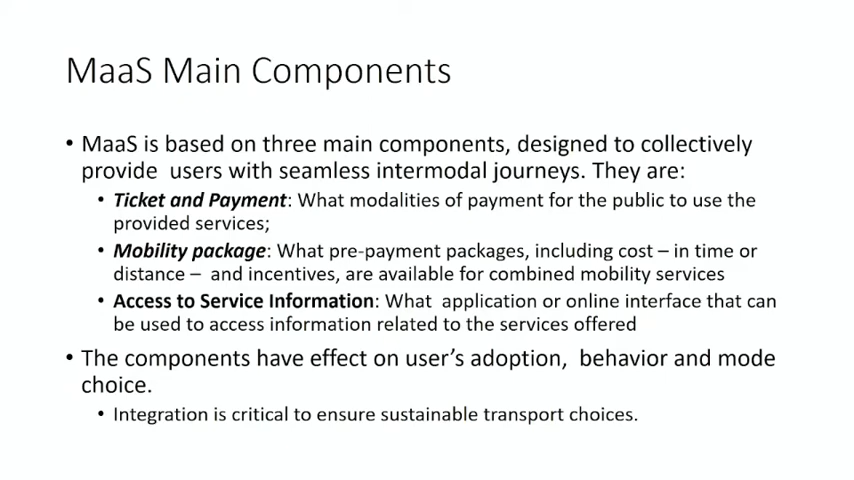 MaaS Main Components
• MaaS is based on three main components, designed to collectively
provide users with seamless intermodal journeys. They are:
• Ticket and Payment: What modalities of payment for the public to use the
provided services;
• Mobility package: What pre-payment packages, including cost – in time or
distance – and incentives, are available for combined mobility services
• Access to Service Information: What application or online interface that can
be used to access information related to the services offered
• The components have effect on user's adoption, behavior and mode
choice.
• Integration is critical to ensure sustainable transport choices.